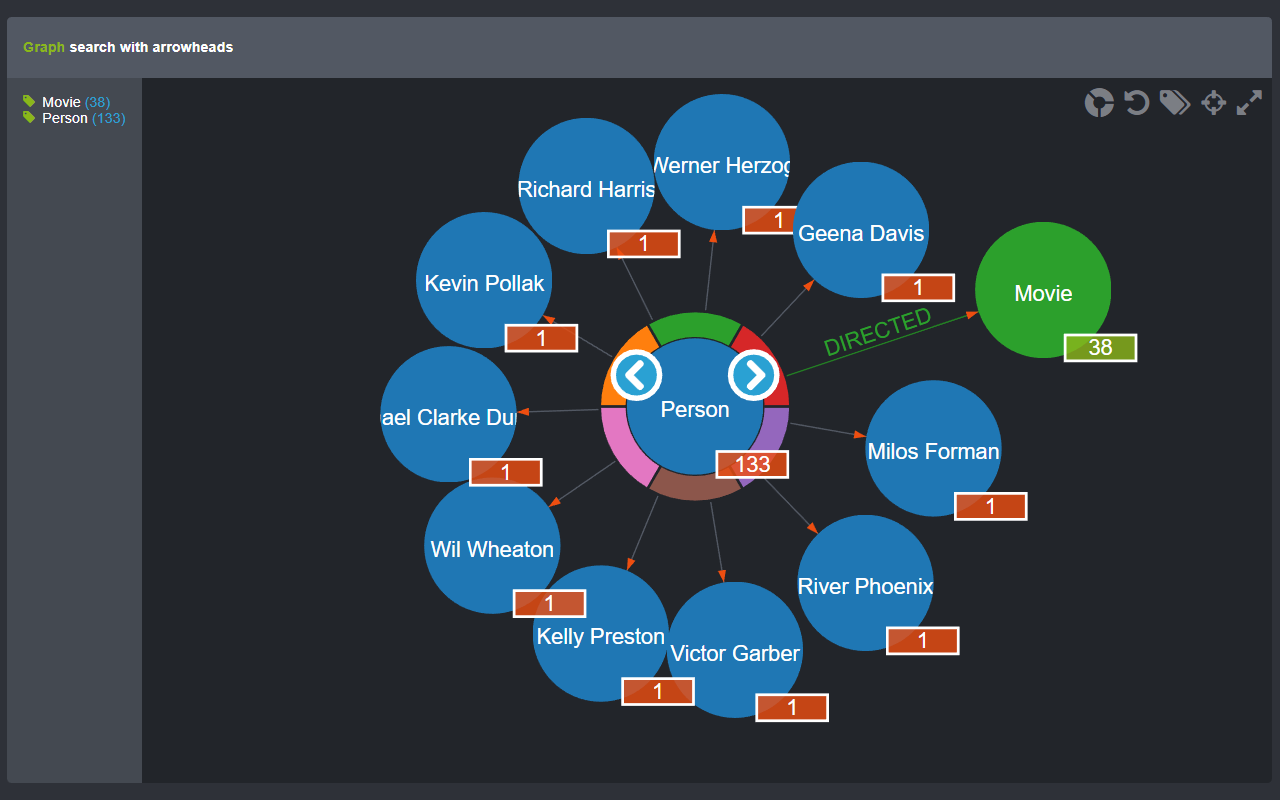 Graph search with arrowheads
Movie (38)
Person (133)
Werner Herzog
1
Richard Harris
1
Geena Davis
1
Kevin Pollak
1
Movie
38
DIRECTED
ael Clarke Du
1
Person
133
Milos Forman
1
Wil Wheaton
1
River Phoenix
1
Kelly Preston
1
Victor Garber
1